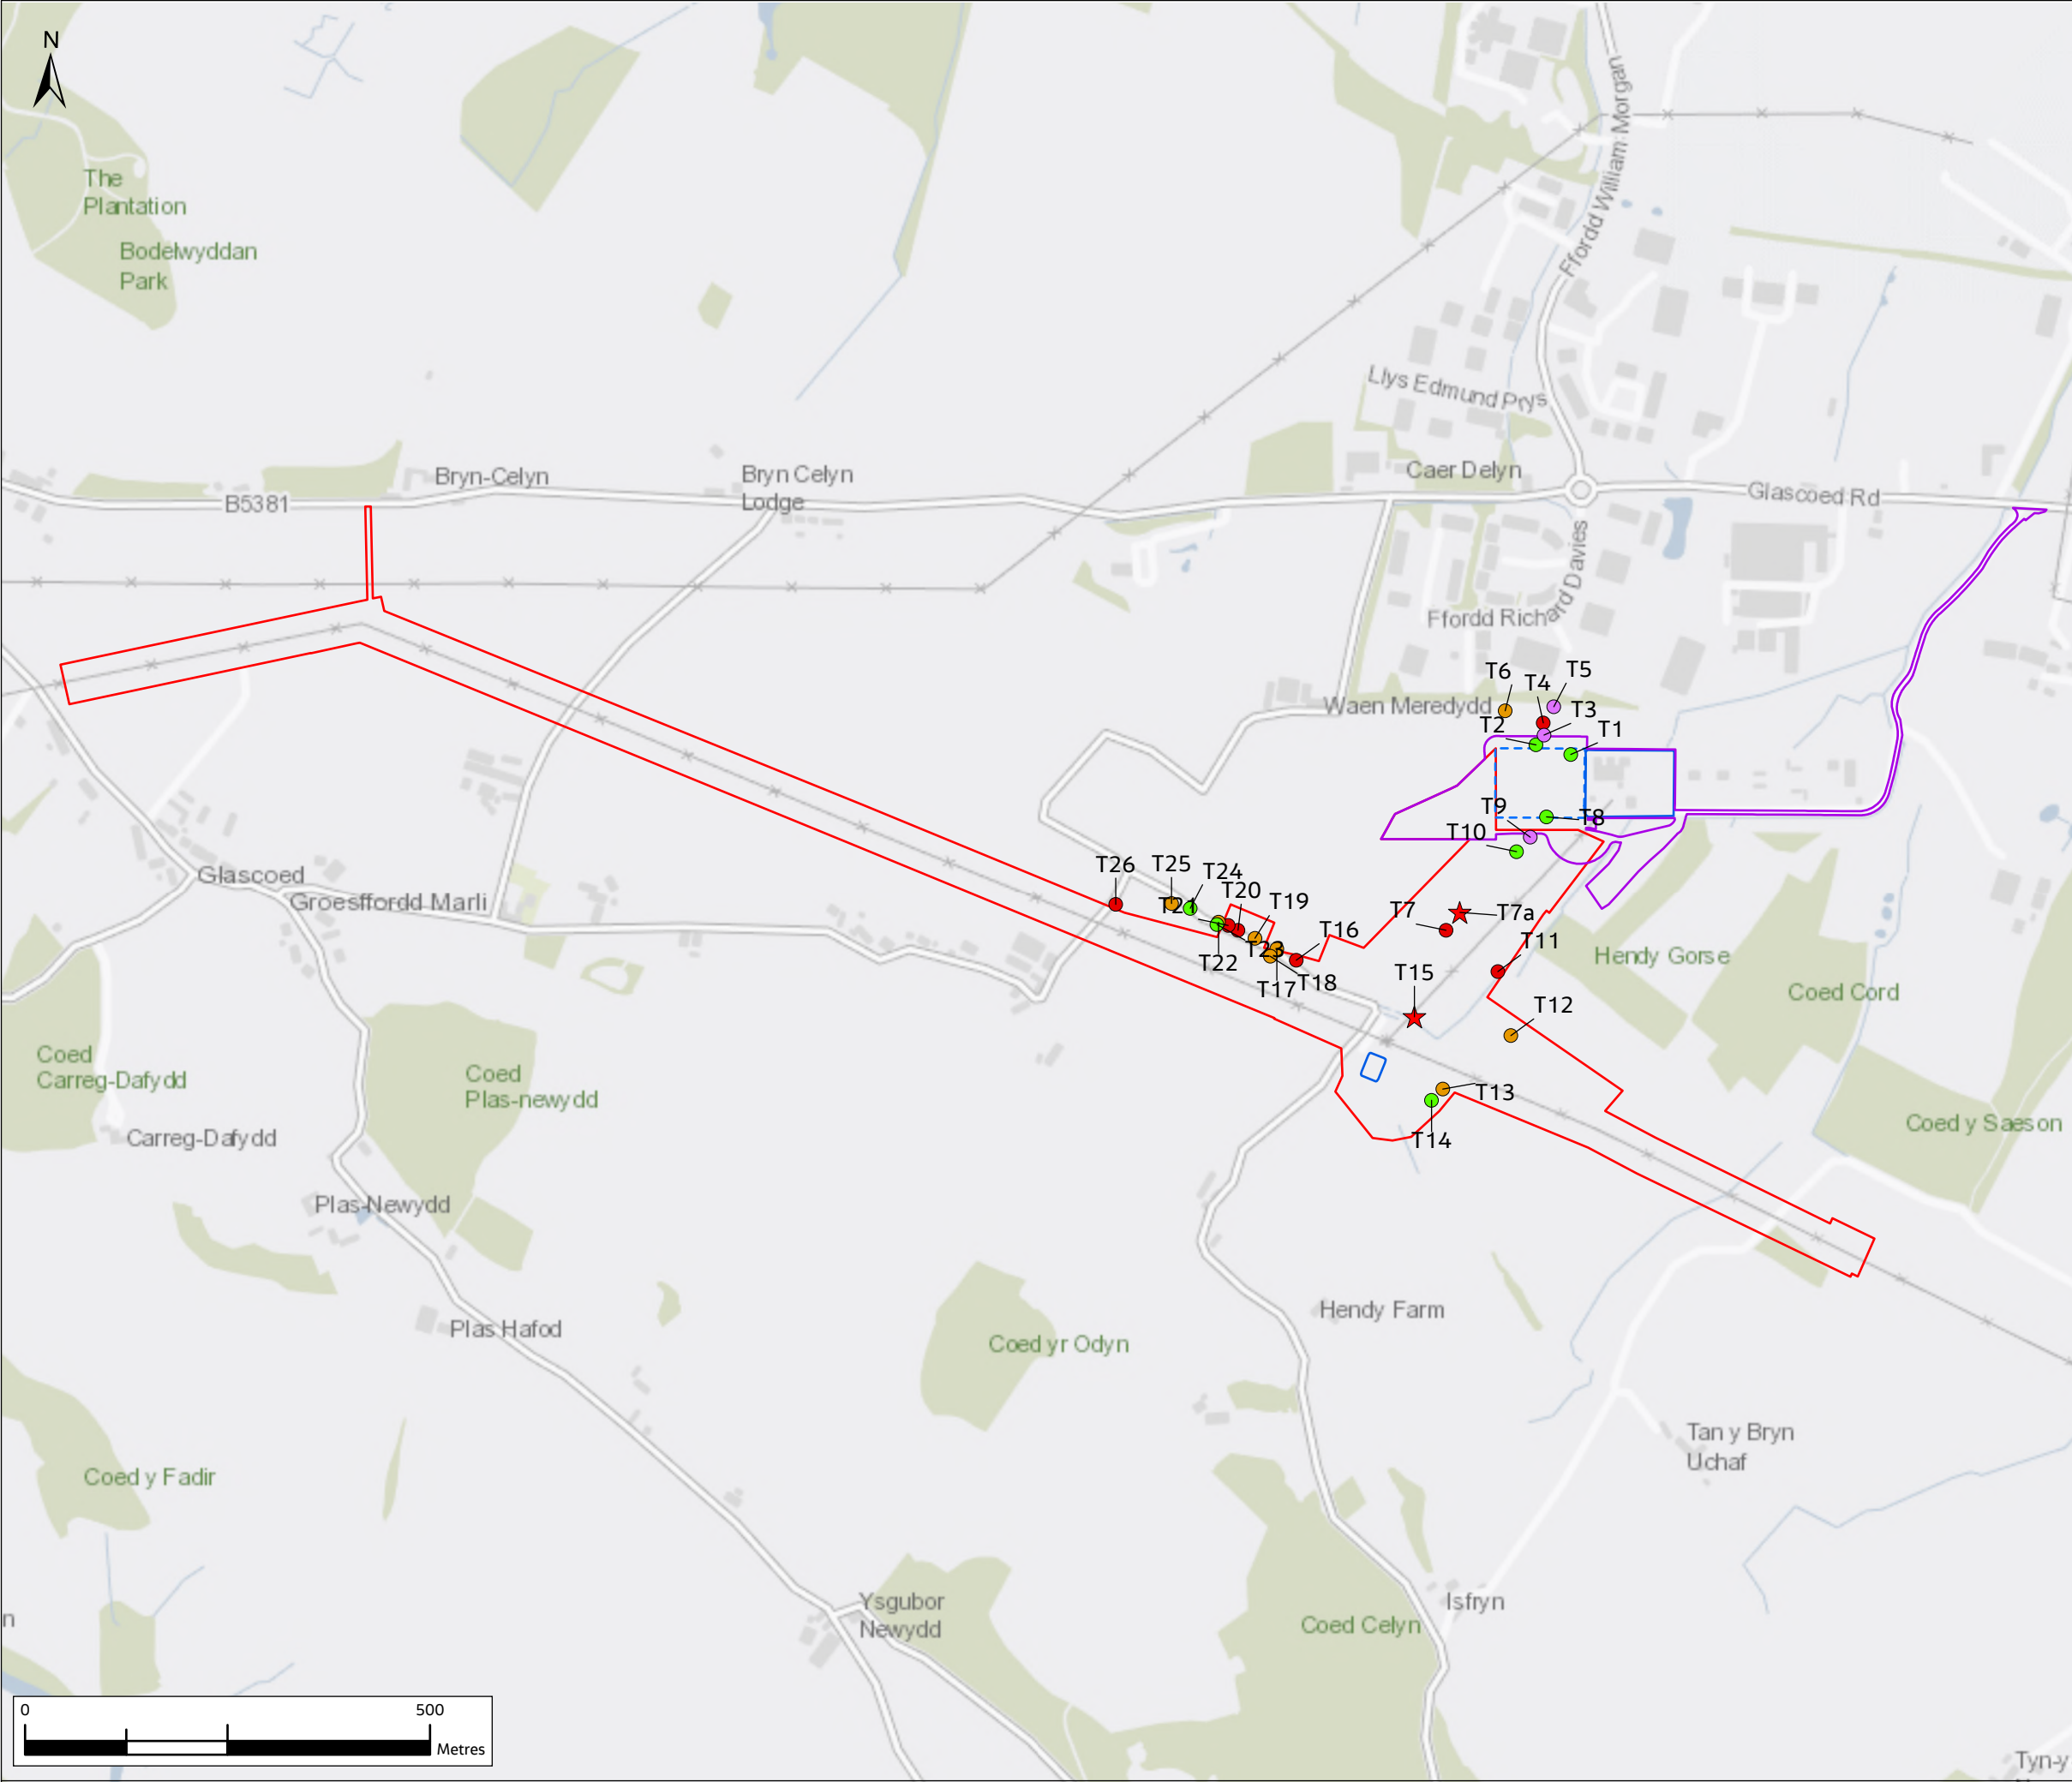 N
Ffordd William Morgan
The
Plantation
Bodelwyddan
Park
Llys Edmund Prys
Bryn-Celyn
Bryn Celyn
Lodge
Caer Delyn
B5381
Glascoed Rd
Ffordd Richard Davies
T6
T4
T5
T3
T2
T1
Waen Meredydd
T9
T8
T10
T26
T25
T24
T20
T19
T21
T7
T7a
T16
Glascoed
Groesffordd Marli
T11
T23
T22
T18
T17
T15
Hendy Gorse
Coed Cord
T12
Coed
Carreg-Dafydd
Coed
Plas-newydd
T13
T14
Carreg-Dafydd
Coed y Saeson
Plas-Newydd
Plas Hafod
Hendy Farm
Coed yr Odyn
Tan y Bryn
Uchaf
Coed y Fadir
Ysgubor
Newydd
Isfryn
Coed Celyn
n
0
500
Metres
Tyn-y